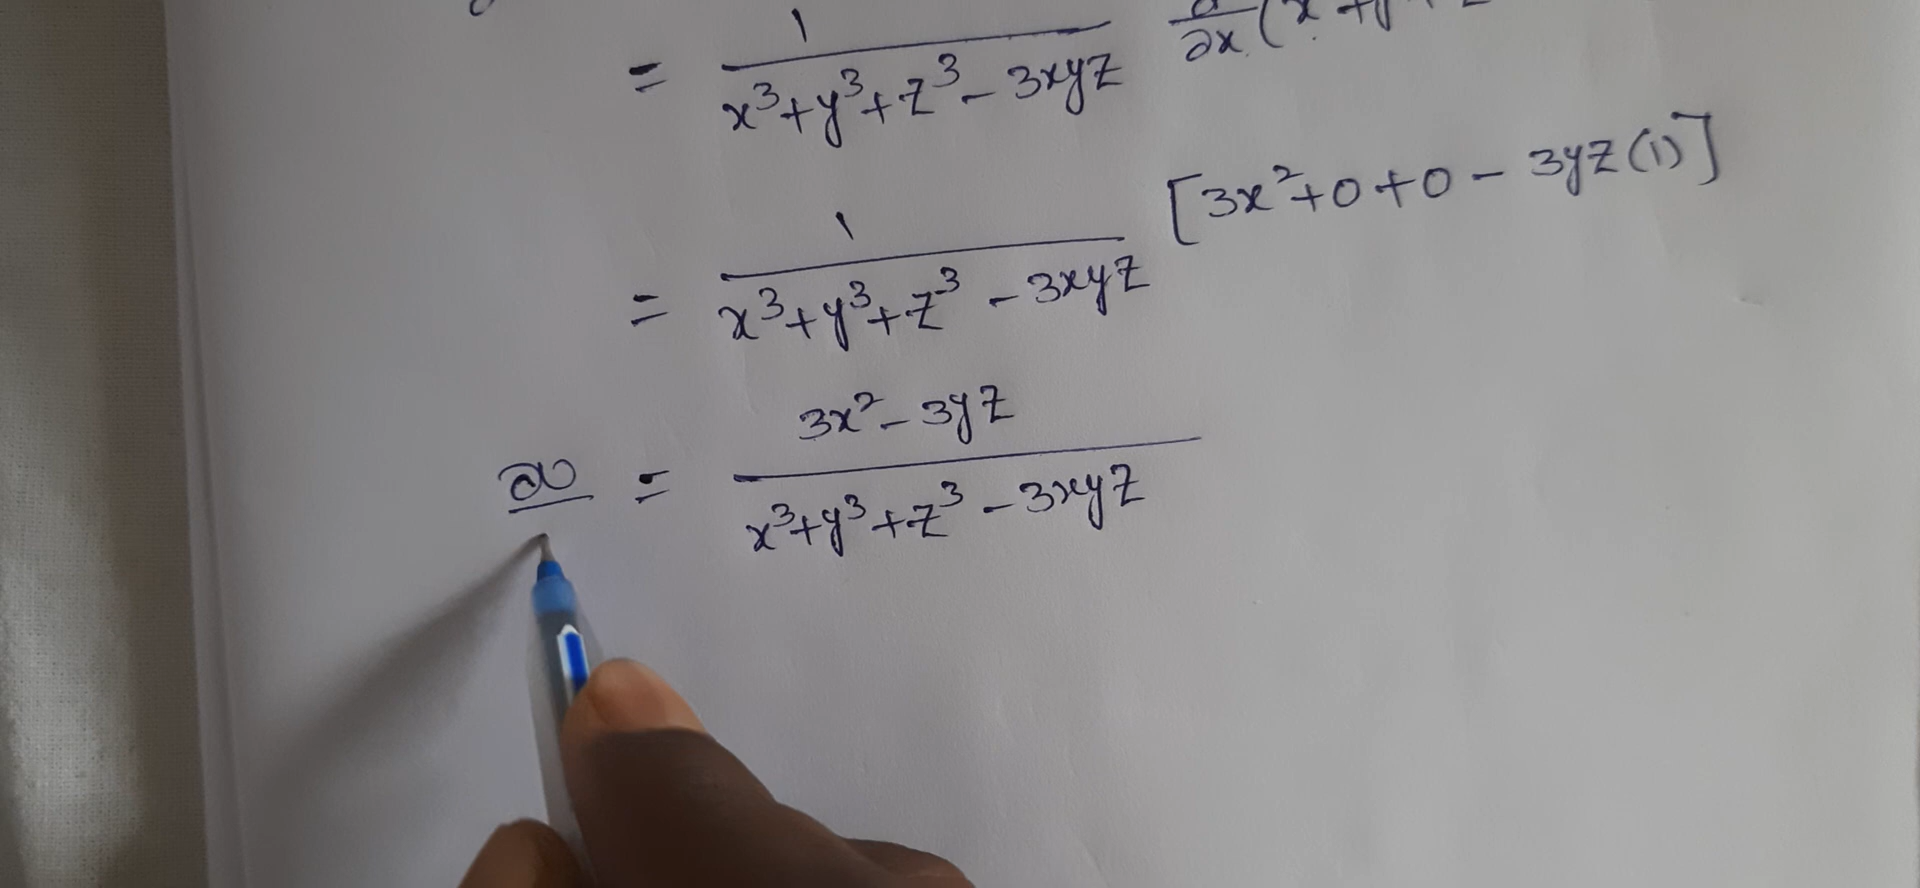 = 1/(x³+y³+z³-3xyz) ∂/∂x (x
= 1/(x³+y³+z³-3xyz) [3x²+0+0-3yz(1)]
∂u = (3x²-3yz)/(x³+y³+z³-3xyz)